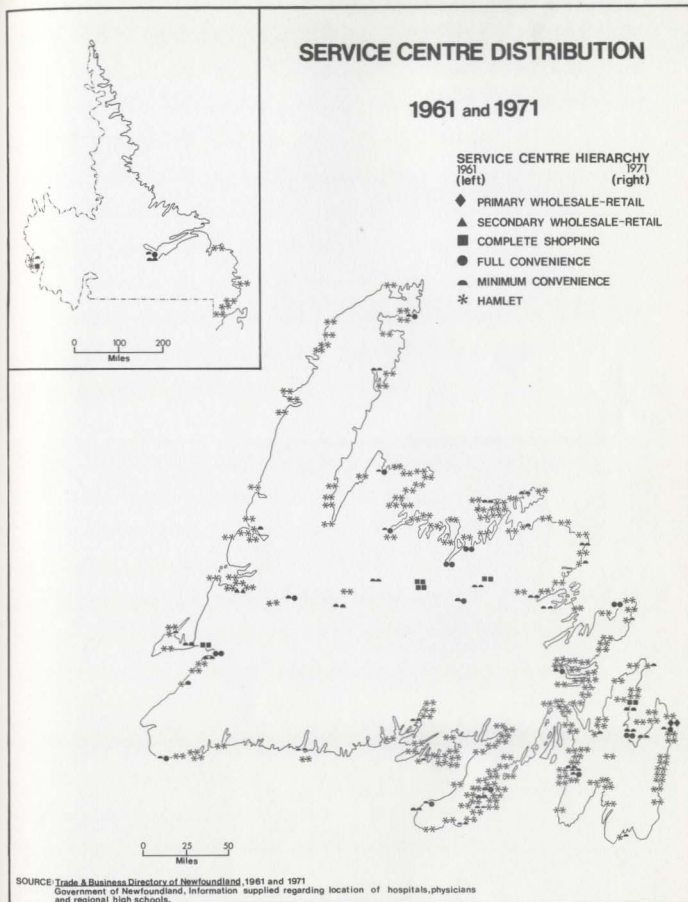 SERVICE CENTRE DISTRIBUTION
1961 and 1971
SERVICE CENTRE HIERARCHY
1961 1971
(left) (right)
PRIMARY WHOLESALE-RETAIL
SECONDARY WHOLESALE-RETAIL
COMPLETE SHOPPING
FULL CONVENIENCE
MINIMUM CONVENIENCE
HAMLET
0 100 200
Miles
0 25 50
Miles
SOURCE: Trade & Business Directory of Newfoundland, 1961 and 1971
Government of Newfoundland, Information supplied regarding location of hospitals, physicians
and regional high schools.